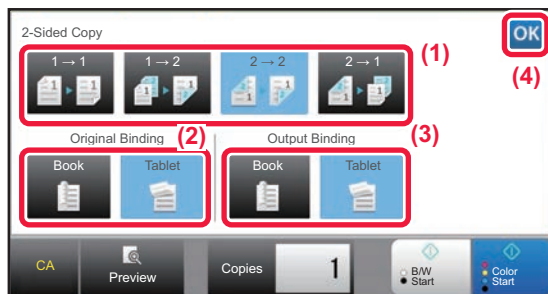 2-Sided Copy
OK
1 → 1
1 → 2
2 → 2
2 → 1
(1)
(4)
Original Binding
(2)
Output Binding
(3)
Book
Tablet
Book
Tablet
CA
Preview
Copies
1
B/W
Start
Color
Start